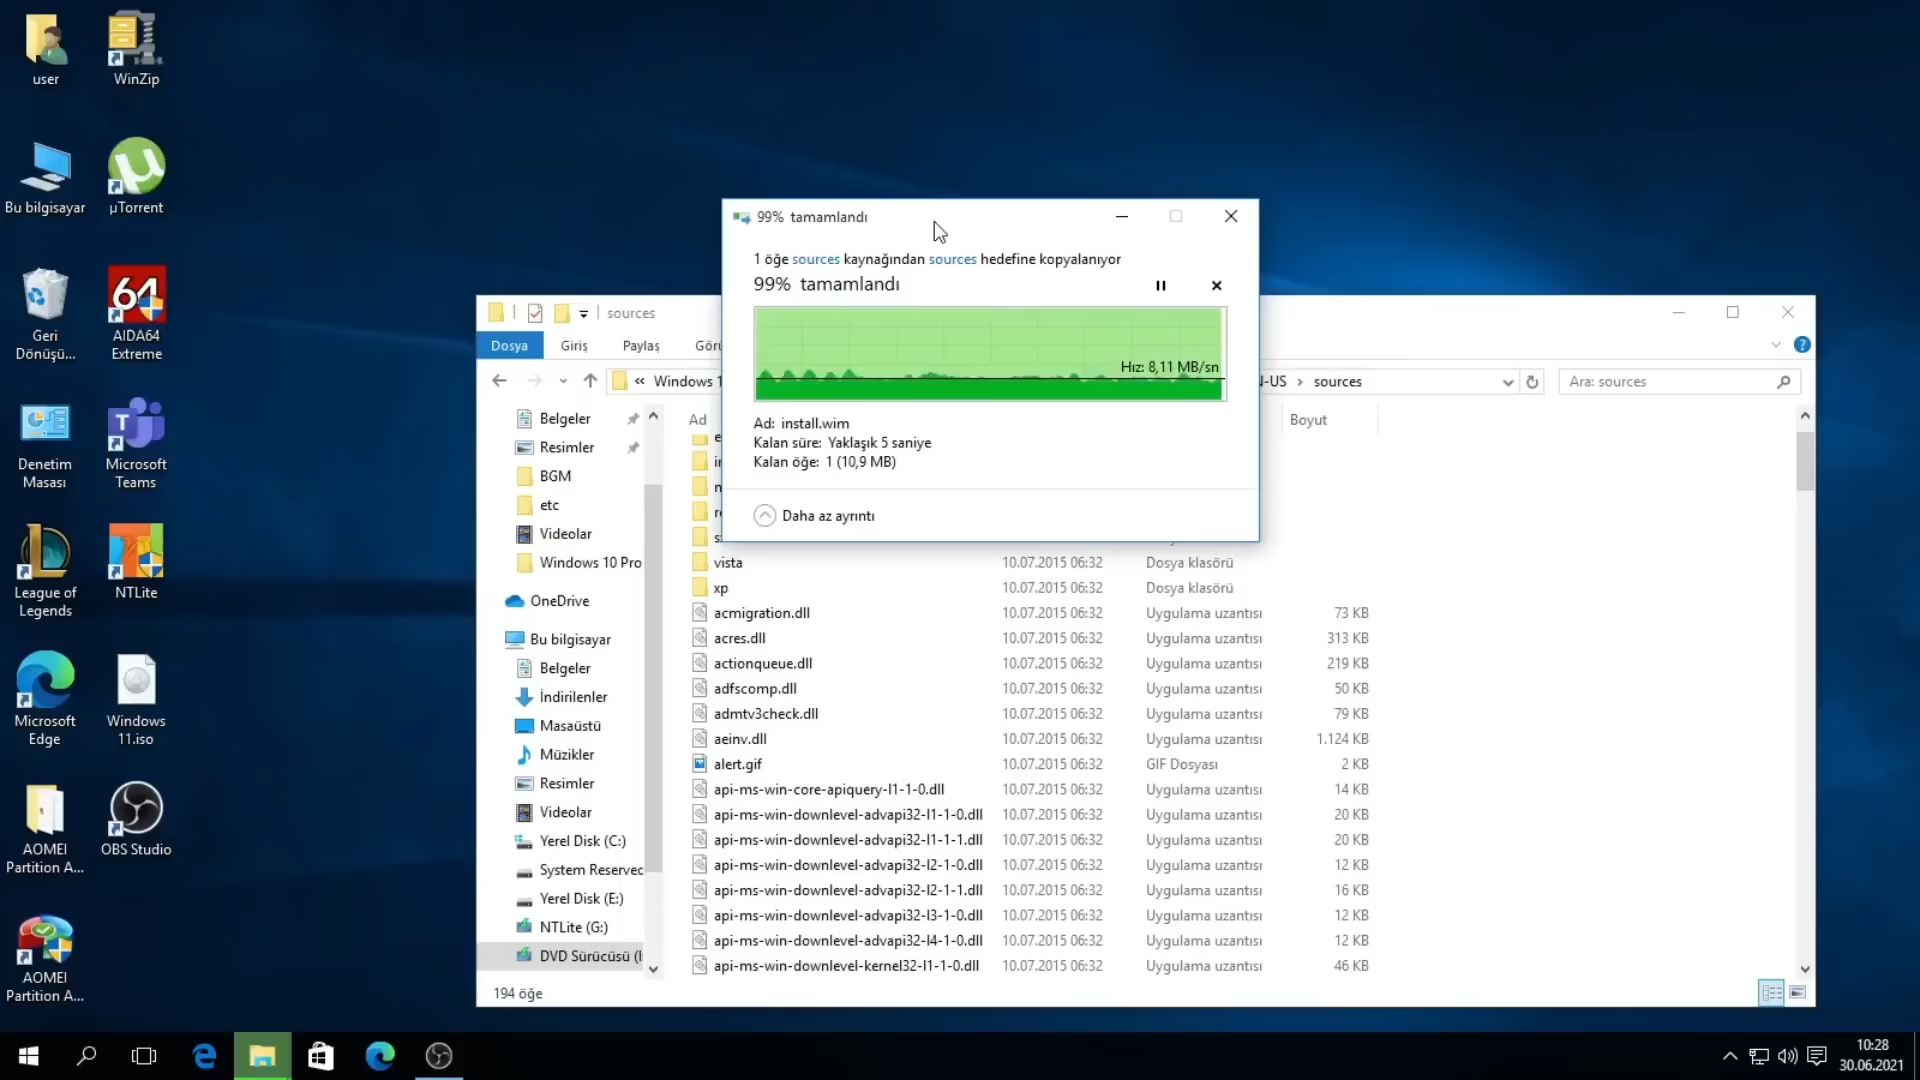 user
WinZip
Bu bilgisayar
µTorrent
Geri
Dönüşü...
64
AIDA64
Extreme
Denetim
Masası
Microsoft
Teams
League of
Legends
NTLite
Microsoft
Edge
Windows
11.iso
AOMEI
Partition A...
OBS Studio
AOMEI
Partition A...
99% tamamlandı
1 öğe sources kaynağından sources hedefine kopyalanıyor
99% tamamlandı
Hız: 8,11 MB/sn
Ad: install.wim
Kalan süre: Yaklaşık 5 saniye
Kalan öğe: 1 (10,9 MB)
Daha az ayrıntı
sources
Dosya
Giriş
Paylaş
« Windows 1
N-US > sources
Ara: sources
Belgeler
Resimler
BGM
etc
Videolar
Windows 10 Pro
OneDrive
Bu bilgisayar
Belgeler
İndirilenler
Masaüstü
Müzikler
Resimler
Videolar
Yerel Disk (C:)
System Reserved
Yerel Disk (E:)
NTLite (G:)
DVD Sürücüsü (I
Ad
Boyut
vista 10.07.2015 06:32 Dosya klasörü
xp 10.07.2015 06:32 Dosya klasörü
acmigration.dll 10.07.2015 06:32 Uygulama uzantısı 73 KB
acres.dll 10.07.2015 06:32 Uygulama uzantısı 313 KB
actionqueue.dll 10.07.2015 06:32 Uygulama uzantısı 219 KB
adfscomp.dll 10.07.2015 06:32 Uygulama uzantısı 50 KB
admtv3check.dll 10.07.2015 06:32 Uygulama uzantısı 79 KB
aeinv.dll 10.07.2015 06:32 Uygulama uzantısı 1.124 KB
alert.gif 10.07.2015 06:32 GIF Dosyası 2 KB
api-ms-win-core-apiquery-l1-1-0.dll 10.07.2015 06:32 Uygulama uzantısı 14 KB
api-ms-win-downlevel-advapi32-l1-1-0.dll 10.07.2015 06:32 Uygulama uzantısı 20 KB
api-ms-win-downlevel-advapi32-l1-1-1.dll 10.07.2015 06:32 Uygulama uzantısı 20 KB
api-ms-win-downlevel-advapi32-l2-1-0.dll 10.07.2015 06:32 Uygulama uzantısı 12 KB
api-ms-win-downlevel-advapi32-l2-1-1.dll 10.07.2015 06:32 Uygulama uzantısı 16 KB
api-ms-win-downlevel-advapi32-l3-1-0.dll 10.07.2015 06:32 Uygulama uzantısı 12 KB
api-ms-win-downlevel-advapi32-l4-1-0.dll 10.07.2015 06:32 Uygulama uzantısı 12 KB
api-ms-win-downlevel-kernel32-l1-1-0.dll 10.07.2015 06:32 Uygulama uzantısı 46 KB
194 öğe
10:28
30.06.2021